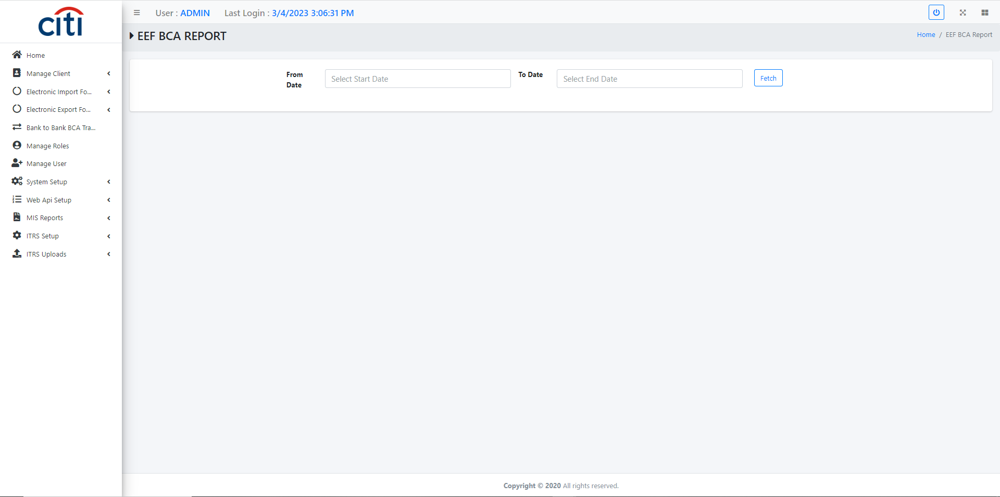 citi
User : ADMIN Last Login : 3/4/2023 3:06:31 PM
EEF BCA REPORT
Home / EEF BCA Report
Home
Manage Client
Electronic Import Fo...
Electronic Export Fo...
Bank to Bank BCA Tra...
Manage Roles
Manage User
System Setup
Web Api Setup
MIS Reports
ITRS Setup
ITRS Uploads
From Date
Select Start Date
To Date
Select End Date
Fetch
Copyright © 2020 All rights reserved.